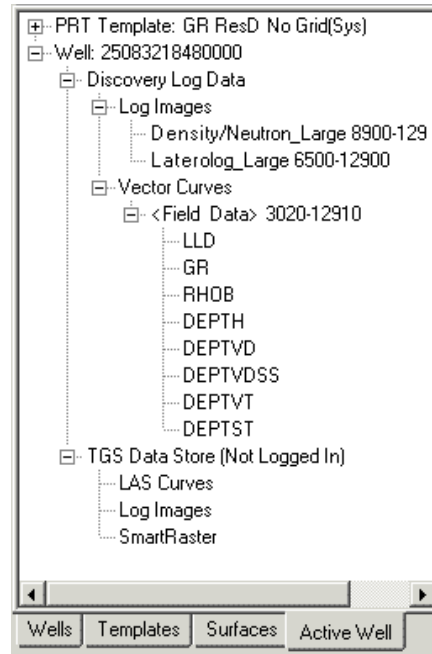 PRT Template: GR ResD No Grid(Sys)
Well: 25083218480000
Discovery Log Data
Log Images
Density/Neutron_Large 8900-129
Laterolog_Large 6500-12900
Vector Curves
<Field Data> 3020-12910
LLD
GR
RHOB
DEPTH
DEPTVD
DEPTVDSS
DEPTVT
DEPTST
TGS Data Store (Not Logged In)
LAS Curves
Log Images
SmartRaster
Wells Templates Surfaces Active Well